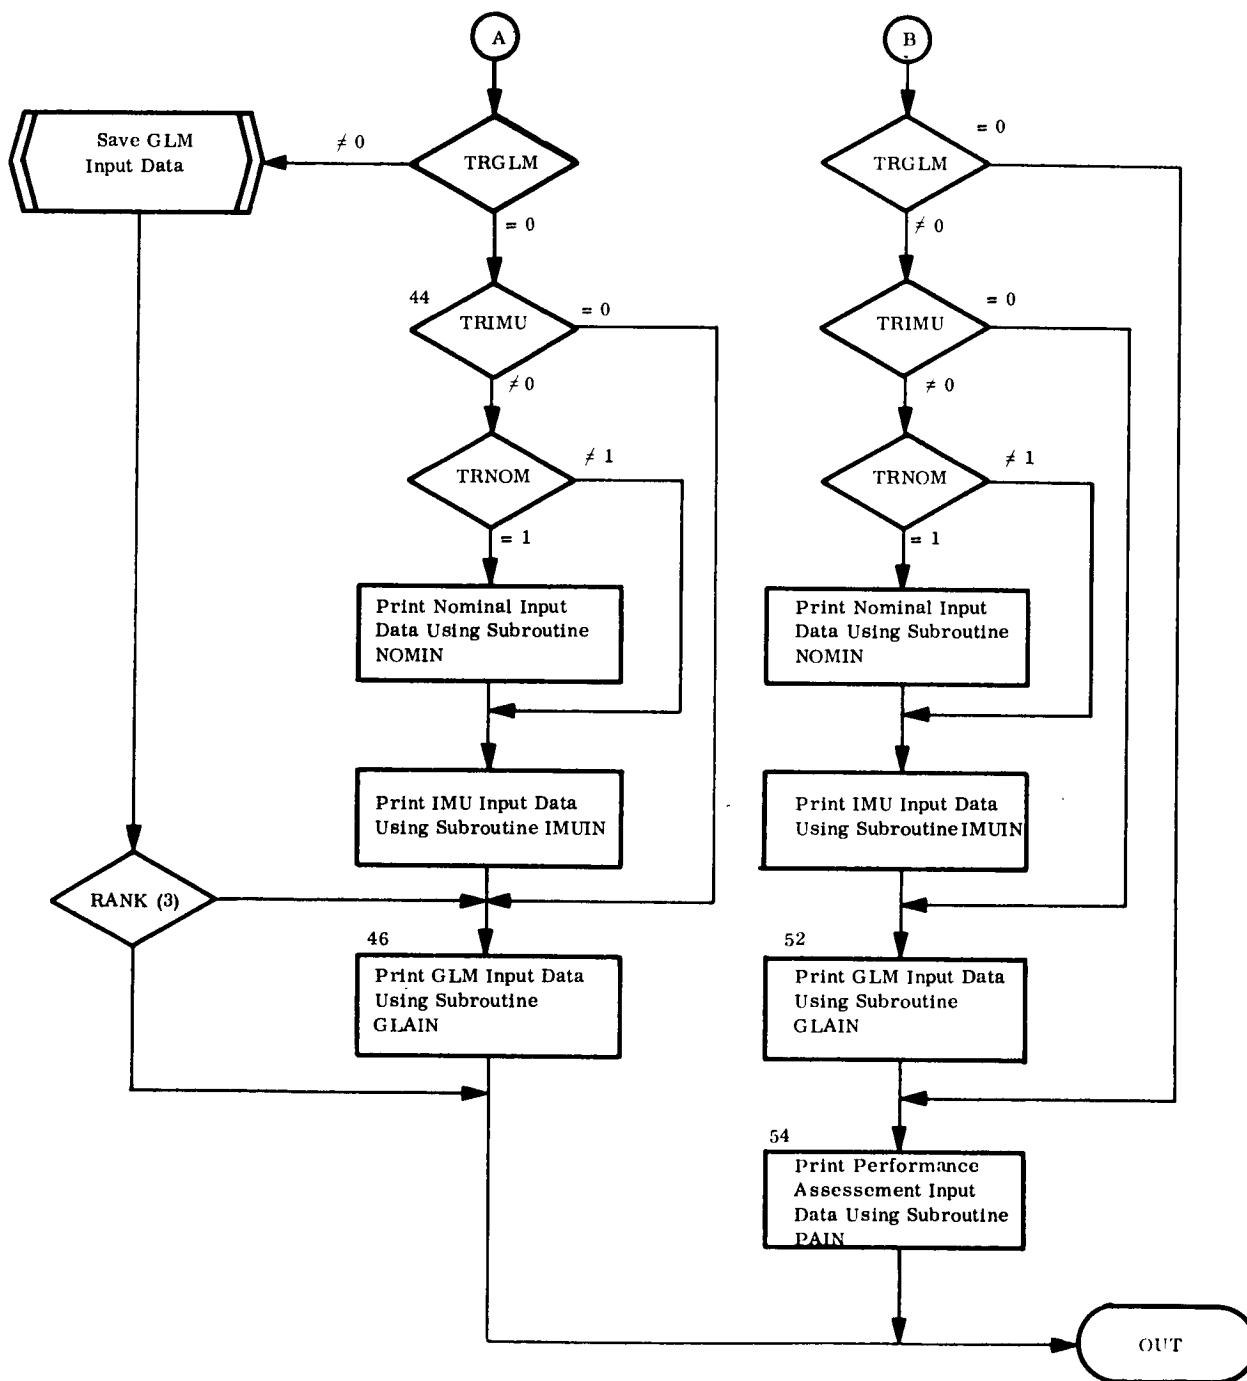 A
B
Save GLM
Input Data
≠ 0
TRGLM
= 0
TRGLM
= 0
≠ 0
44
TRIMU
= 0
≠ 0
TRIMU
= 0
≠ 0
TRNOM
≠ 1
= 1
TRNOM
≠ 1
= 1
Print Nominal Input
Data Using Subroutine
NOMIN
Print Nominal Input
Data Using Subroutine
NOMIN
Print IMU Input Data
Using Subroutine IMUIN
Print IMU Input Data
Using Subroutine IMUIN
RANK (3)
46
Print GLM Input Data
Using Subroutine
GLAIN
52
Print GLM Input Data
Using Subroutine
GLAIN
54
Print Performance
Assessement Input
Data Using Subroutine
PAIN
OUT